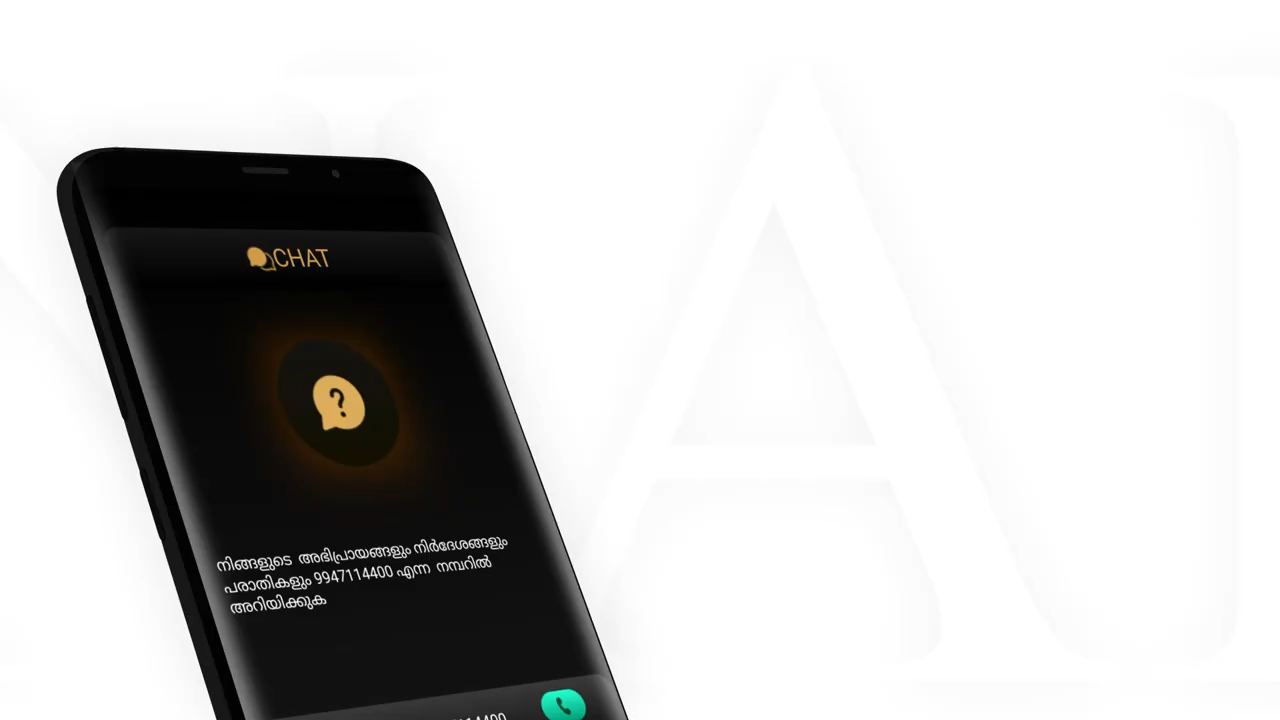 CHAT
നിങ്ങളുടെ അഭിപ്രായങ്ങളും നിർദേശങ്ങളും
പരാതികളും 9947114400 എന്ന നമ്പറിൽ
അറിയിക്കുക